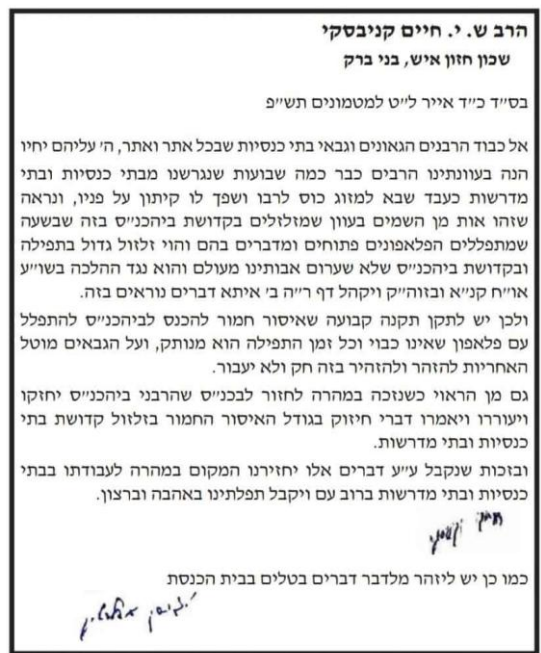 הרב ש. י. חיים קניבסקי
שכון חזון איש, בני ברק
בס״ד כ״ד אייר ל״ט למטמונים תש״פ
אל כבוד הרבנים הגאונים וגבאי בתי כנסיות שבכל אתר ואתר, ה׳ עליהם יחיו
הנה בעוונתינו הרבים כבר כמה שבועות שנגרשנו מבתי כנסיות ובתי
מדרשות כעבד שבא למזוג כוס לרבו ושפך לו קיתון על פניו, ונראה
שזהו אות מן השמים בעוון שמזלזלים בקדושת ביהכנ״ס בזה שבשעה
שמתפללים הפלאפונים פתוחים ומדברים בהם והוי זלזול גדול בתפילה
ובקדושת ביהכנ״ס שלא שערום אבותינו מעולם והוא נגד ההלכה בשו״ע
או״ח קנ״א ובזוה״ק ויקהל דף ר״ה ב׳ איתא דברים נוראים בזה.
ולכן יש לתקן תקנה קבועה שאיסור חמור להכנס לביהכנ״ס להתפלל
עם פלאפון שאינו כבוי וכל זמן התפילה הוא מנותק, ועל הגבאים מוטל
האחריות להזהר ולהזהיר בזה חק ולא יעבור.
גם מן הראוי כשנזכה במהרה לחזור לבכנ״ס שהרבני ביהכנ״ס יחזקו
ויעוררו ויאמרו דברי חיזוק בגודל האיסור החמור בזלזול קדושת בתי
כנסיות ובתי מדרשות.
ובזכות שנקבל ע״ע דברים אלו יחזירנו המקום במהרה לעבודתו בבתי
כנסיות ובתי מדרשות ברוב עם ויקבל תפלתינו באהבה וברצון.
כמו כן יש ליזהר מלדבר דברים בטלים בבית הכנסת